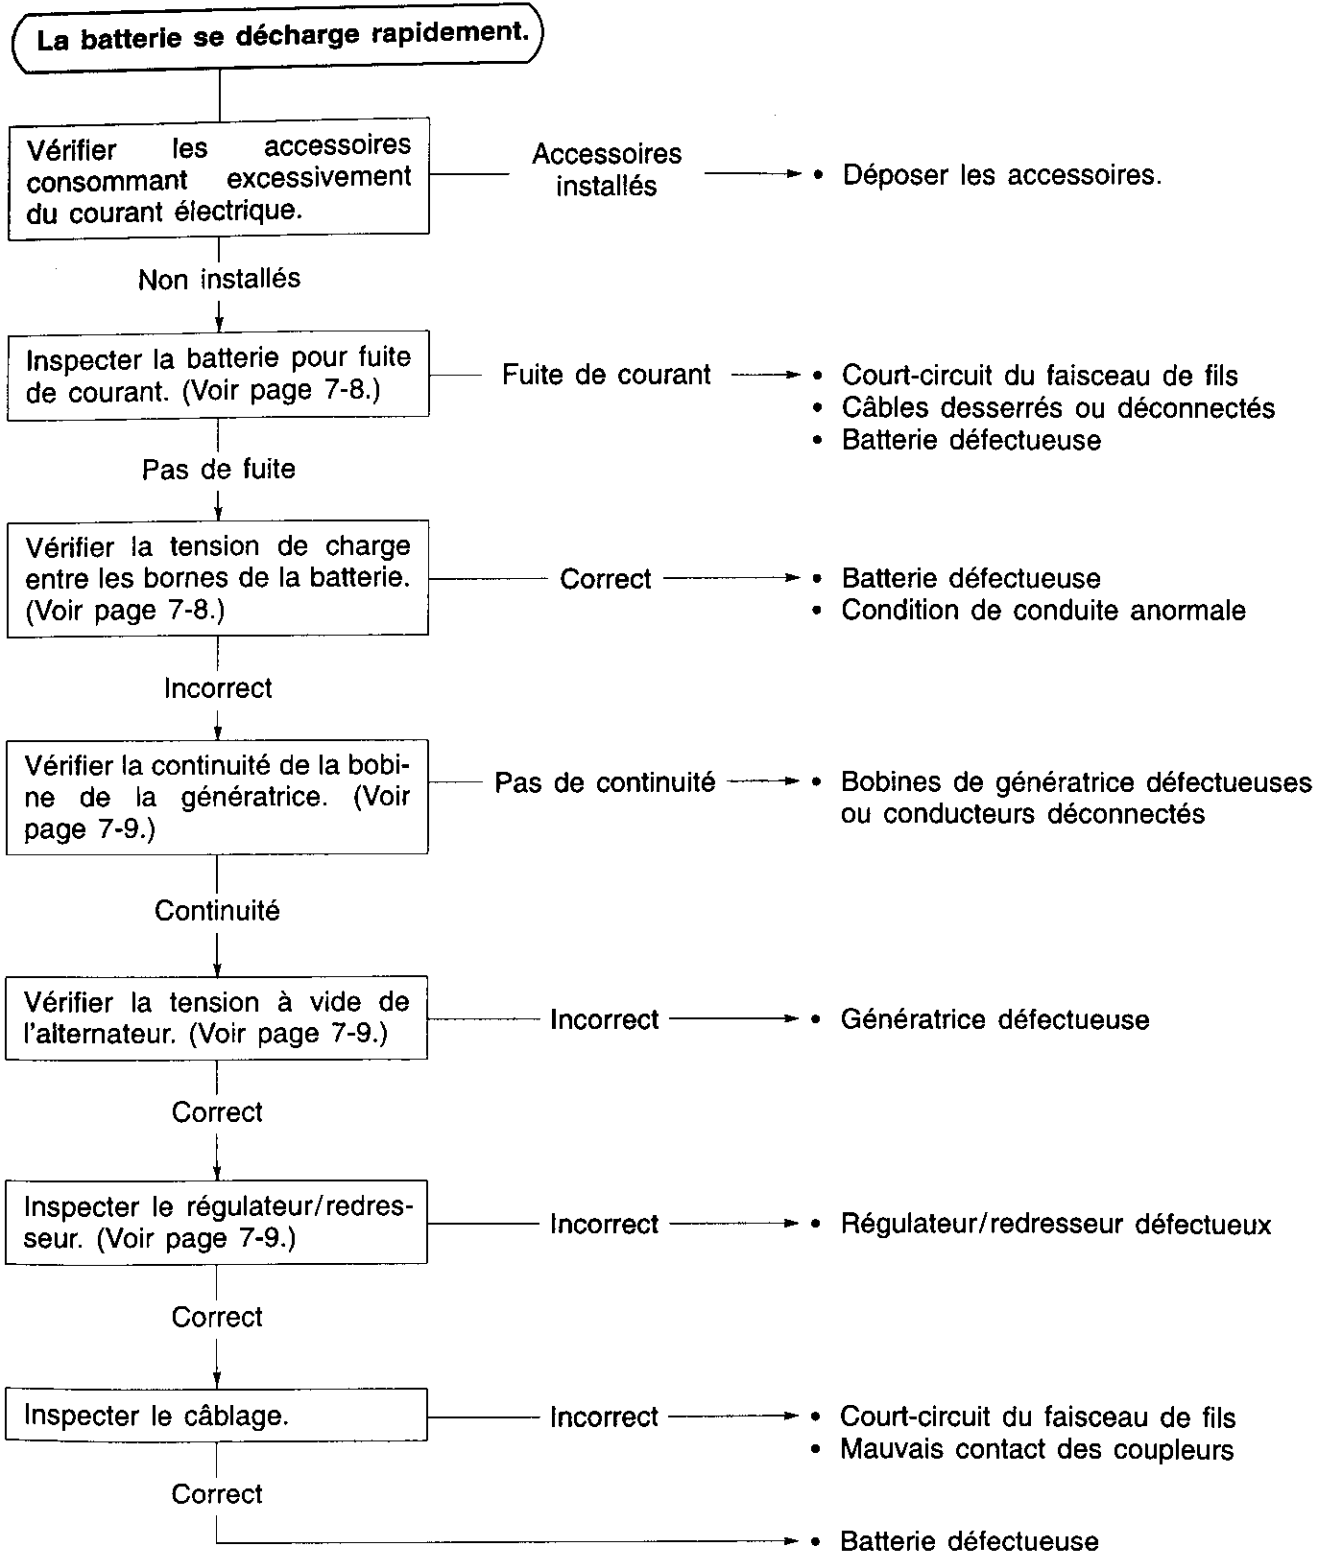 La batterie se décharge rapidement.
Vérifier les accessoires
consommant excessivement
du courant électrique.
Accessoires
installés
• Déposer les accessoires.
Non installés
Inspecter la batterie pour fuite
de courant. (Voir page 7-8.)
Fuite de courant
• Court-circuit du faisceau de fils
• Câbles desserrés ou déconnectés
• Batterie défectueuse
Pas de fuite
Vérifier la tension de charge
entre les bornes de la batterie.
(Voir page 7-8.)
Correct
• Batterie défectueuse
• Condition de conduite anormale
Incorrect
Vérifier la continuité de la bobi-
ne de la génératrice. (Voir
page 7-9.)
Pas de continuité
• Bobines de génératrice défectueuses
ou conducteurs déconnectés
Continuité
Vérifier la tension à vide de
l'alternateur. (Voir page 7-9.)
Incorrect
• Génératrice défectueuse
Correct
Inspecter le régulateur/redres-
seur. (Voir page 7-9.)
Incorrect
• Régulateur/redresseur défectueux
Correct
Inspecter le câblage.
Incorrect
• Court-circuit du faisceau de fils
• Mauvais contact des coupleurs
Correct
• Batterie défectueuse